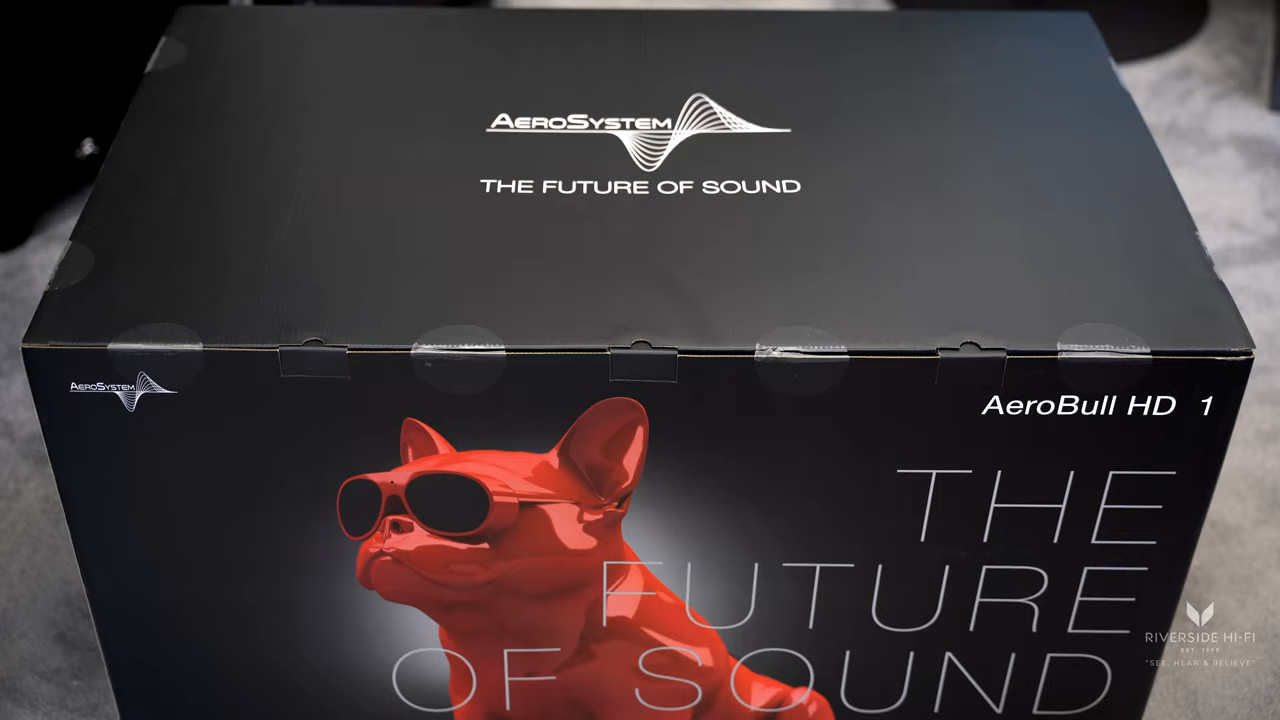 AEROSYSTEM
THE FUTURE OF SOUND
AEROSYSTEM
AeroBull HD 1
THE
FUTURE
OF SOUND
RIVERSIDE HI-FI
EST. 1990
"SEE, HEAR & BELIEVE"